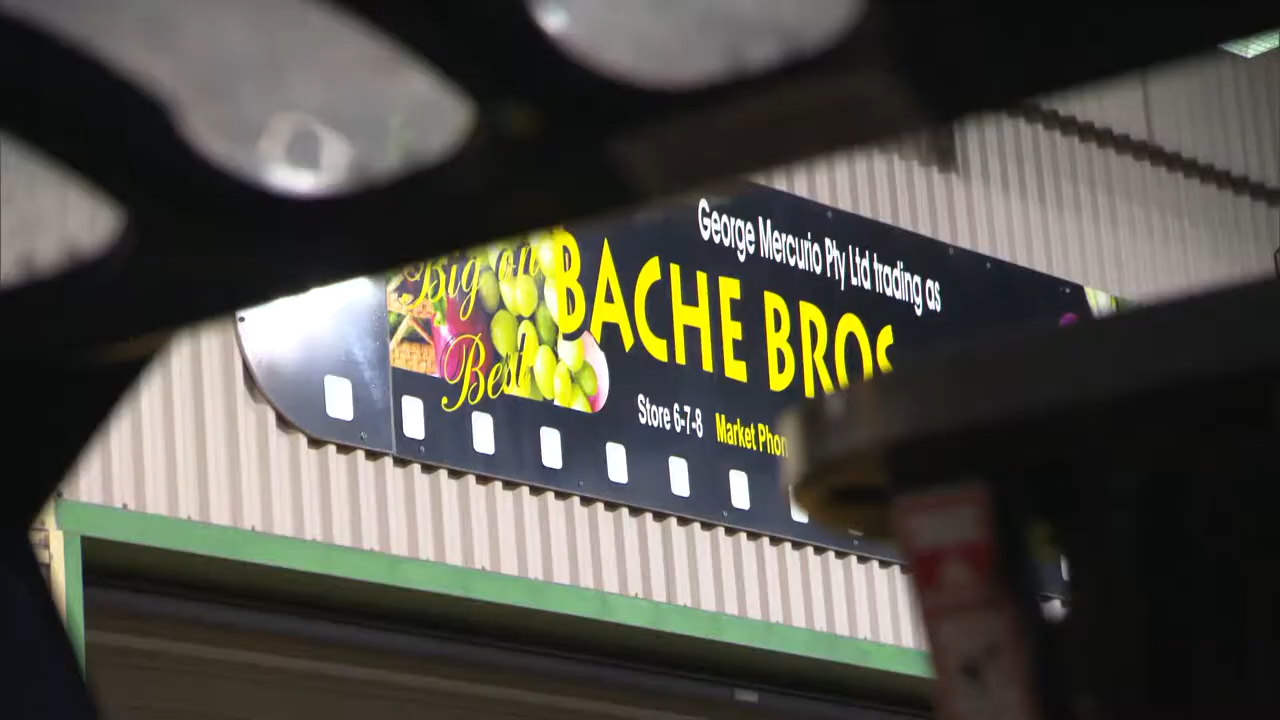 George Mercurio Pty Ltd trading as
Big on
Best
BACHE BROS
Store 6-7-8 Market Phon